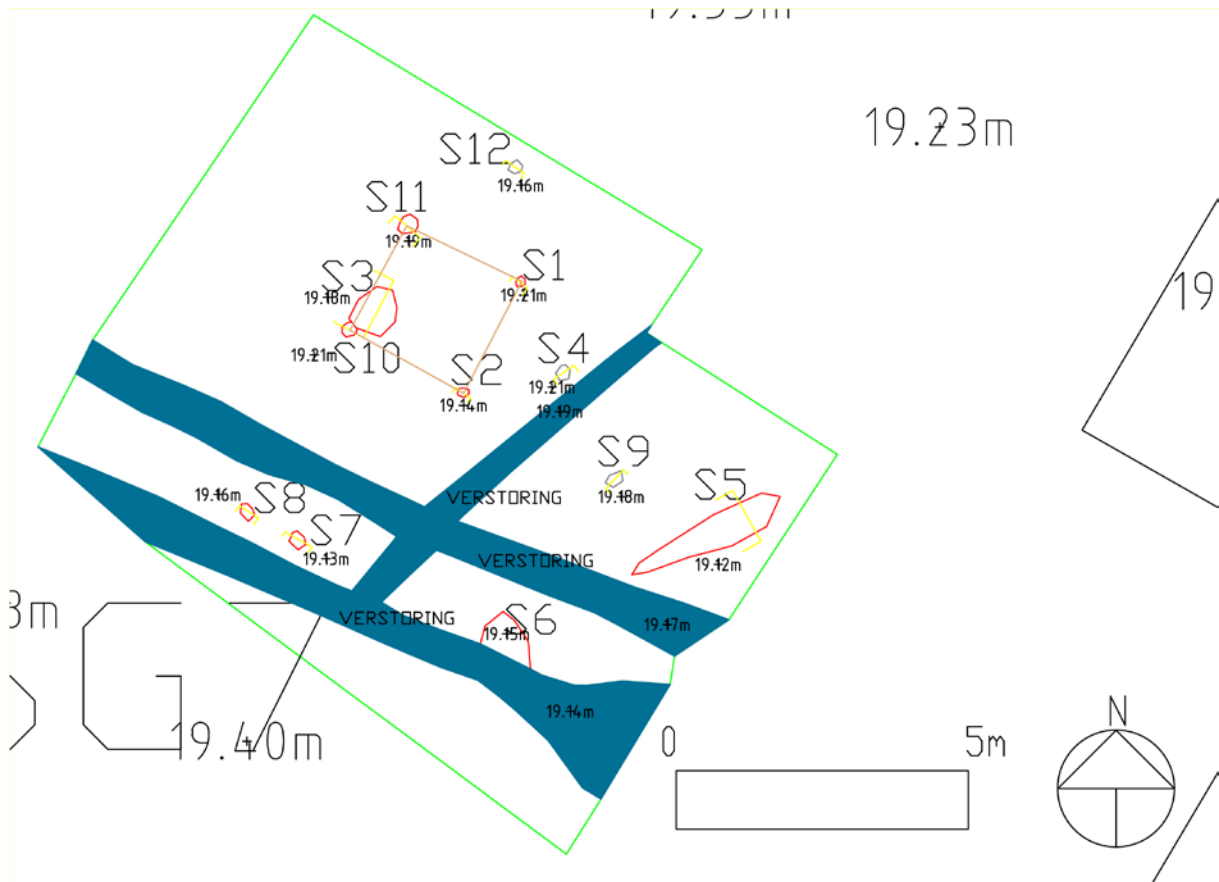 19.23m
S12
19.16m
S11
19.19m
S1
19.21m
S3
19.18m
19.21m
S10
S2
19.14m
S4
19.21m
19.19m
19
S9
19.18m
S5
19.12m
19.16m
S8
S7
19.13m
VERSTORING
VERSTORING
VERSTORING
S6
19.15m
19.17m
19.14m
3m
G
19.40m
0
5m
N